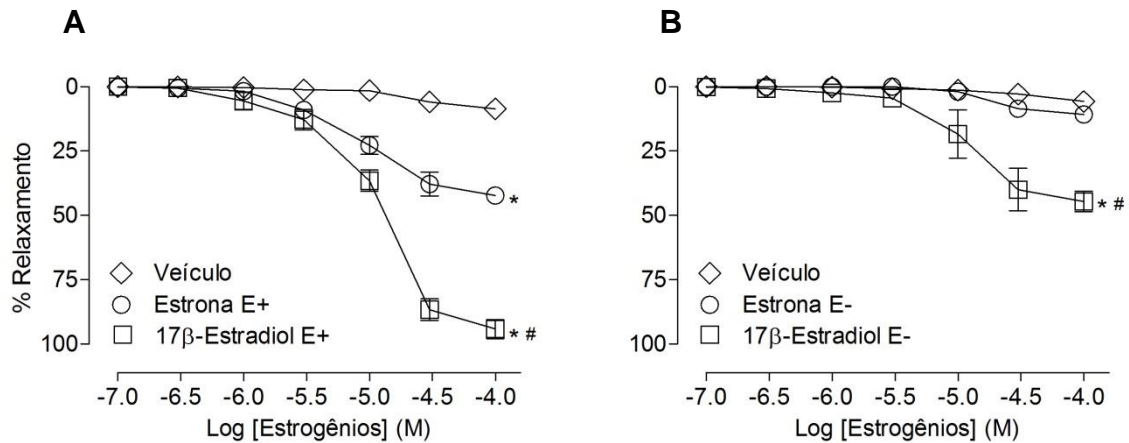 A
% Relaxamento
0
25
50
75
100
*
* #
Veículo
Estrona E+
17β-Estradiol E+
-7.0 -6.5 -6.0 -5.5 -5.0 -4.5 -4.0
Log [Estrogênios] (M)
B
0
25
50
75
100
* #
Veículo
Estrona E-
17β-Estradiol E-
-7.0 -6.5 -6.0 -5.5 -5.0 -4.5 -4.0
Log [Estrogênios] (M)